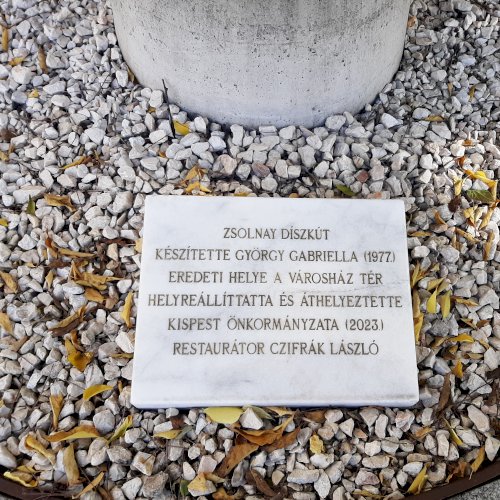 ZSOLNAY DÍSZKÚT
KÉSZÍTETTE GYÖRGY GABRIELLA (1977)
EREDETI HELYE A VÁROSHÁZ TÉR
HELYREÁLLÍTTATTA ÉS ÁTHELYEZTETTE
KISPEST ÖNKORMÁNYZATA (2023)
RESTAURÁTOR CZIFRÁK LÁSZLÓ